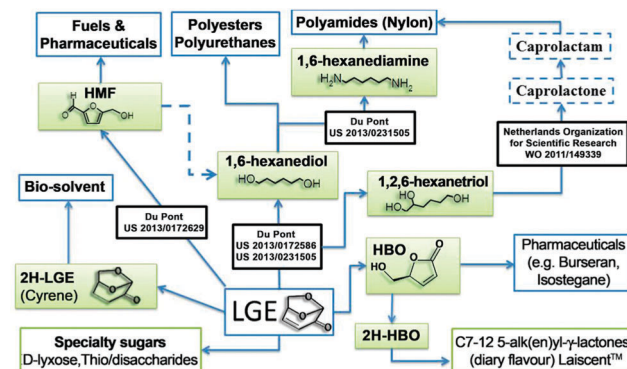 Fuels &
Pharmaceuticals
Polyesters
Polyurethanes
Polyamides (Nylon)
Caprolactam
1,6-hexanediamine
H₂N
NH₂
HMF
O
O
OH
Caprolactone
Du Pont
US 2013/0231505
Netherlands Organization
for Scientific Research
WO 2011/149339
1,6-hexanediol
HO
OH
1,2,6-hexanetriol
OH
HO
OH
Bio-solvent
Du Pont
US 2013/0172629
Du Pont
US 2013/0172586
US 2013/0231505
HBO
HO
O
O
Pharmaceuticals
(e.g. Burseran,
Isostegane)
2H-LGE
(Cyrene)
O
O
O
LGE
O
O
O
2H-HBO
Specialty sugars
D-lyxose,Thio/disaccharides
C7-12 5-alk(en)yl-γ-lactones
(diary flavour) Laiscent™